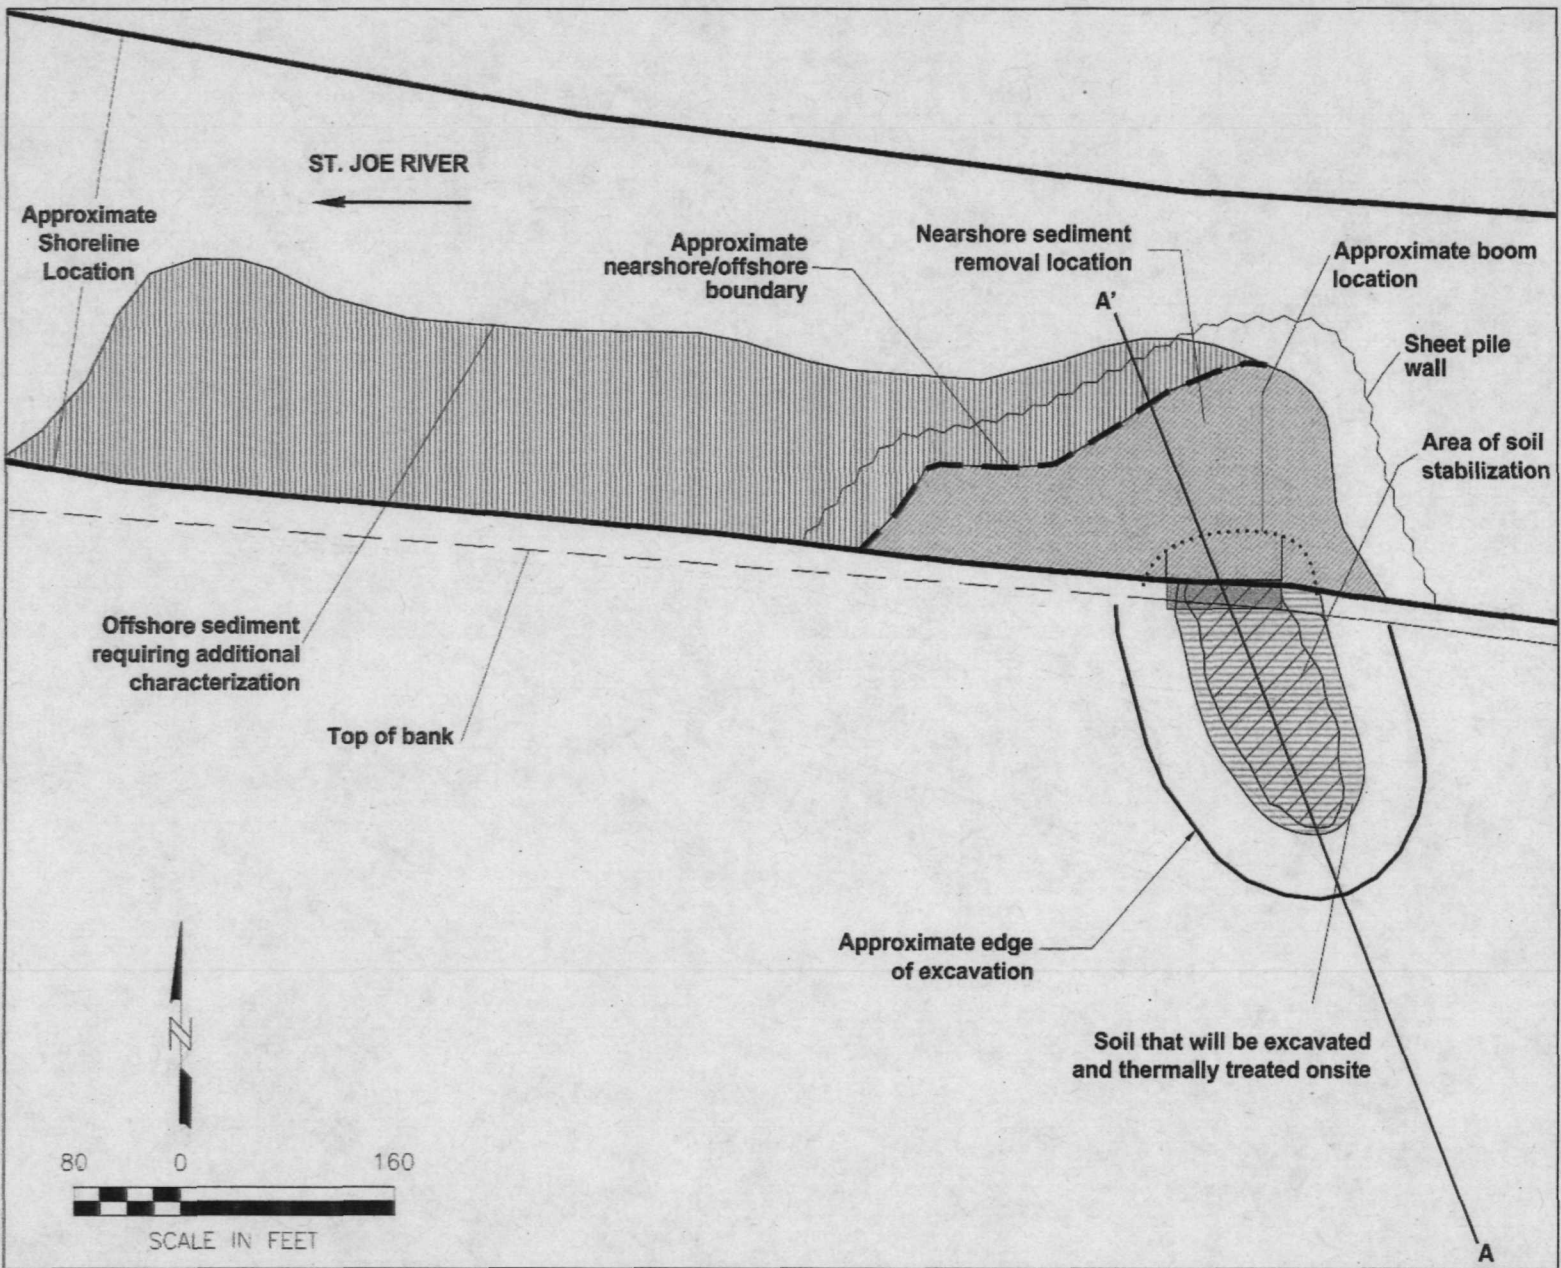 ST. JOE RIVER
Approximate
Shoreline
Location
Approximate
nearshore/offshore
boundary
Nearshore sediment
removal location
Approximate boom
location
A'
Sheet pile
wall
Area of soil
stabilization
Offshore sediment
requiring additional
characterization
Top of bank
Approximate edge
of excavation
Soil that will be excavated
and thermally treated onsite
N
80 0 160
SCALE IN FEET
A